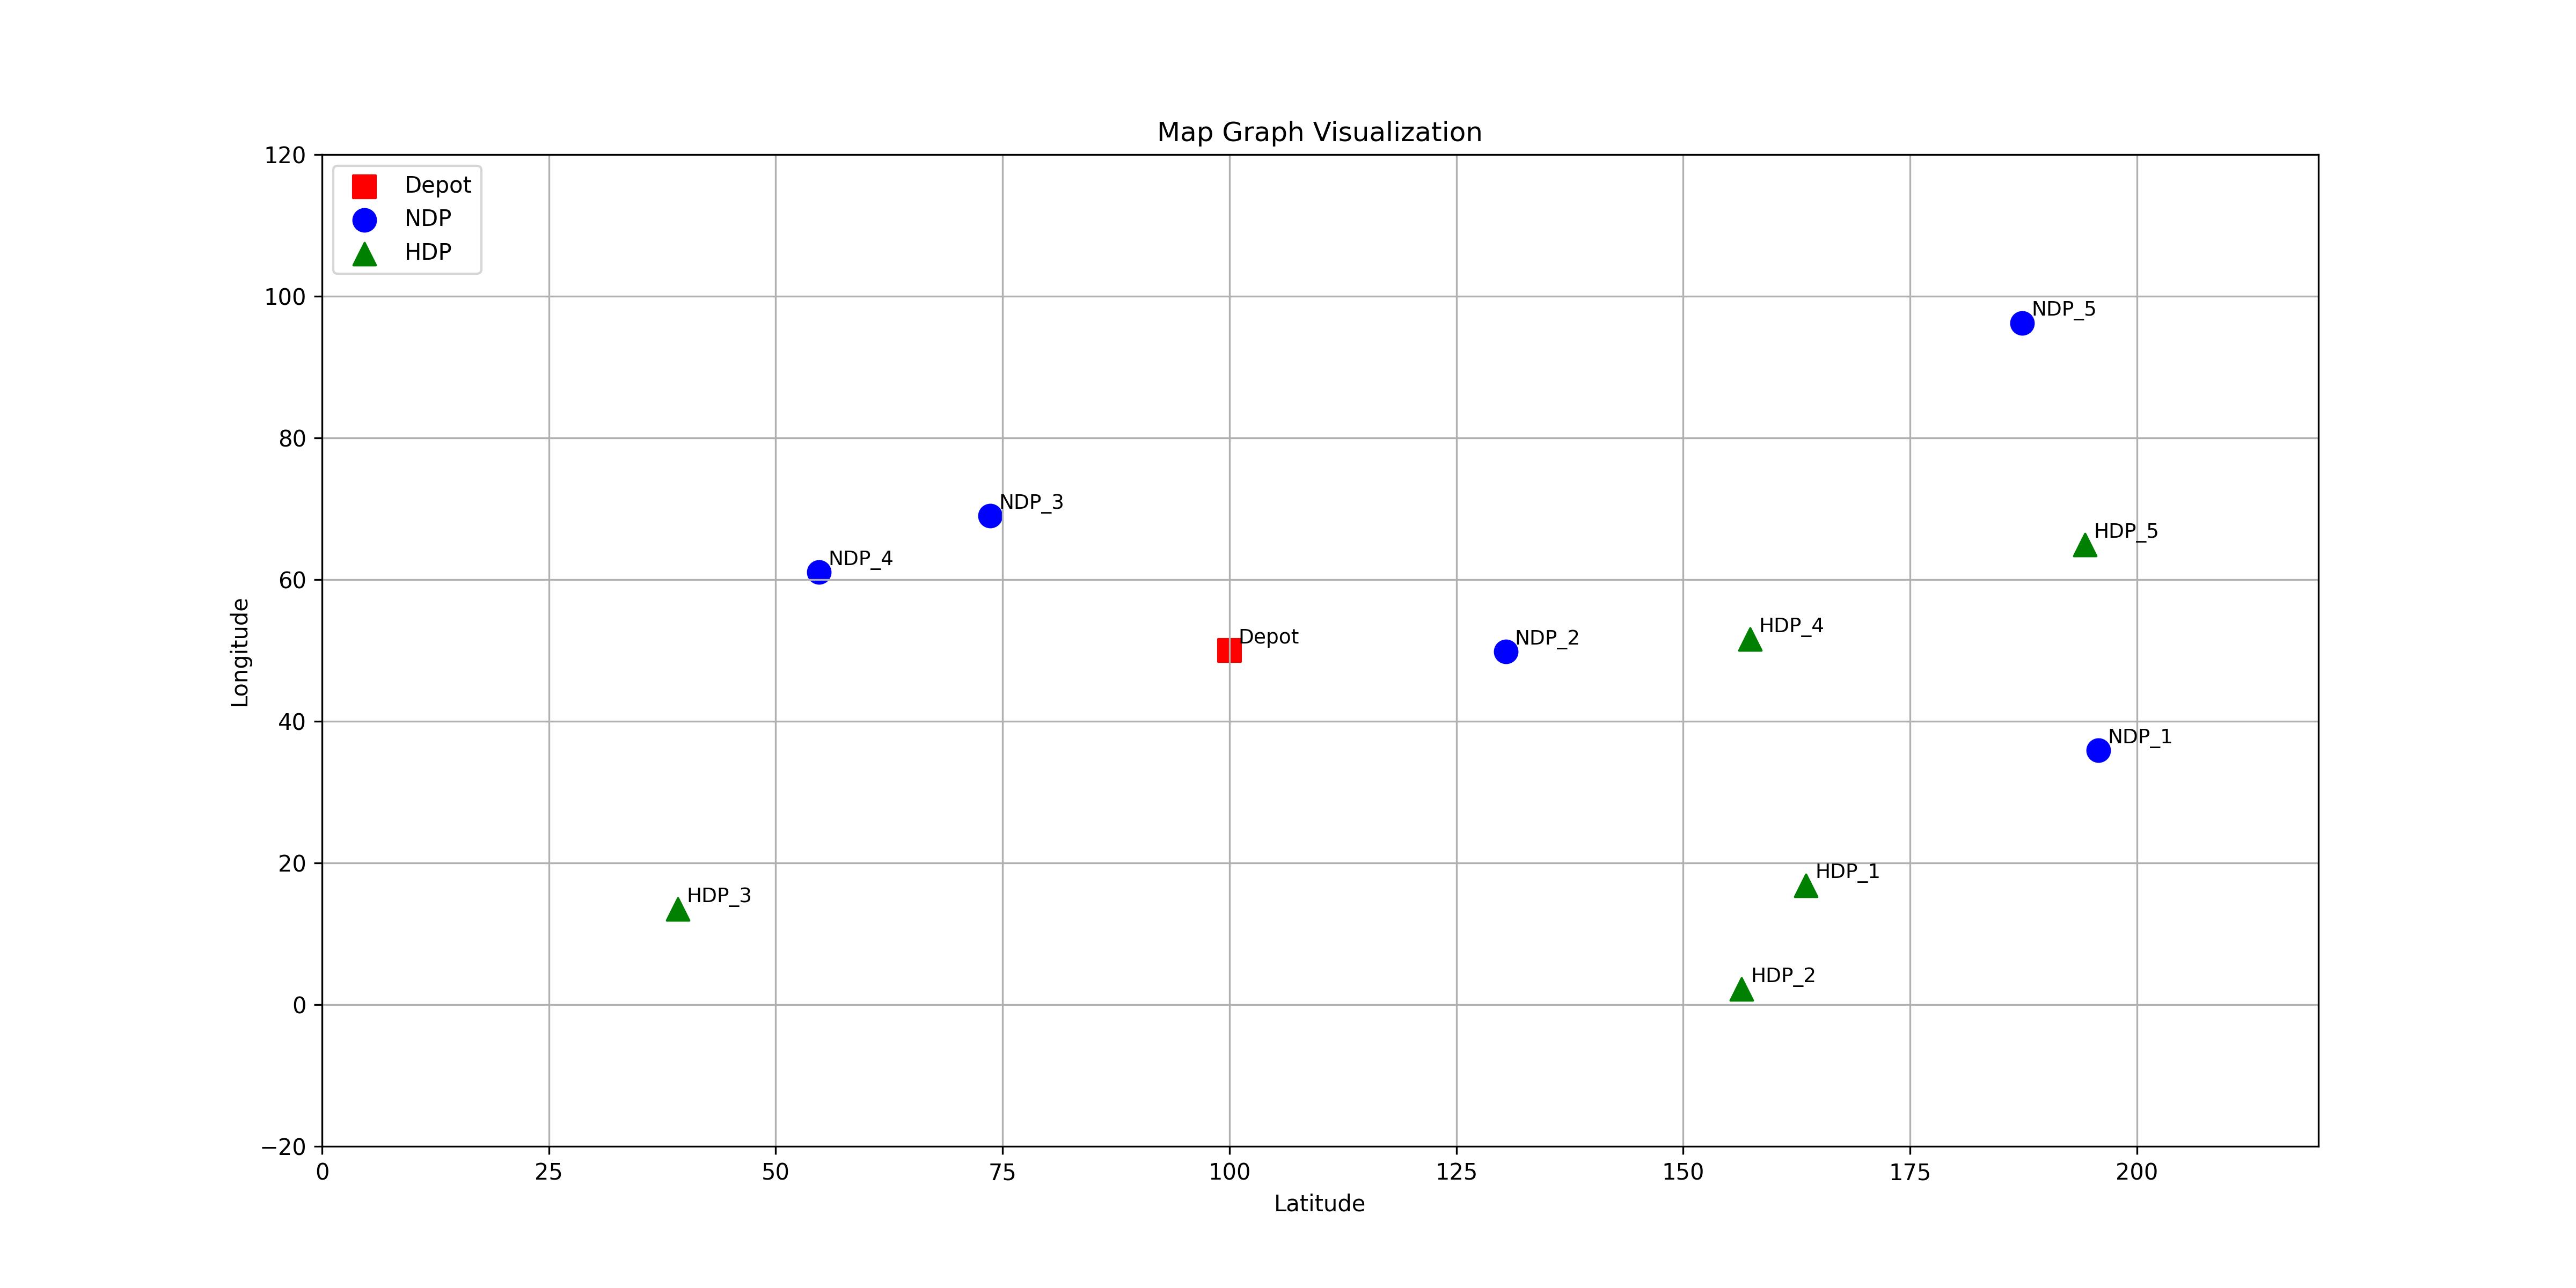 Map Graph Visualization
120
100
80
60
40
20
0
−20
Longitude
Depot
NDP
HDP
NDP_5
NDP_3
HDP_5
NDP_4
HDP_4
Depot
NDP_2
NDP_1
HDP_1
HDP_3
HDP_2
0 25 50 75 100 125 150 175 200
Latitude